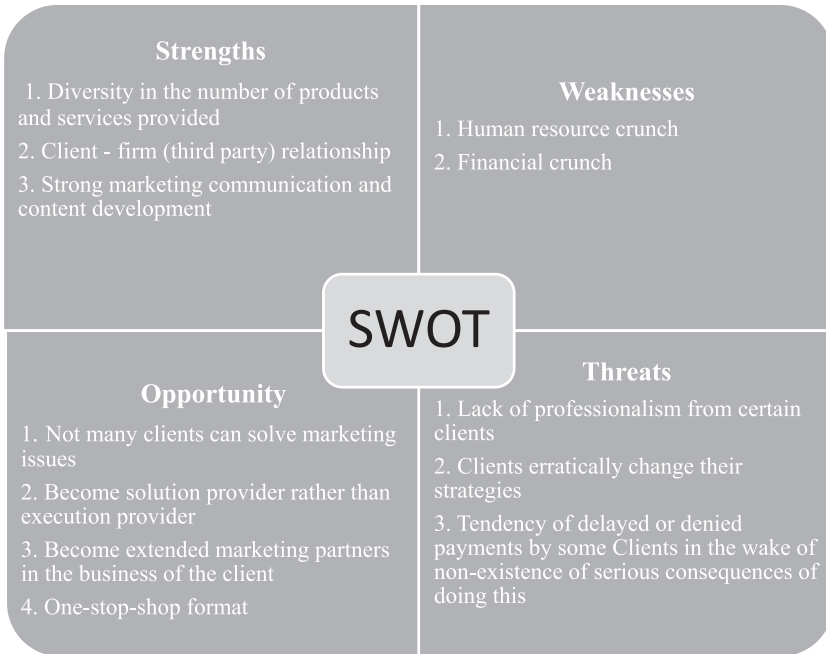 Strengths
1. Diversity in the number of products
and services provided
2. Client - firm (third party) relationship
3. Strong marketing communication and
content development
Weaknesses
1. Human resource crunch
2. Financial crunch
SWOT
Opportunity
1. Not many clients can solve marketing
issues
2. Become solution provider rather than
execution provider
3. Become extended marketing partners
in the business of the client
4. One-stop-shop format
Threats
1. Lack of professionalism from certain
clients
2. Clients erratically change their
strategies
3. Tendency of delayed or denied
payments by some Clients in the wake of
non-existence of serious consequences of
doing this